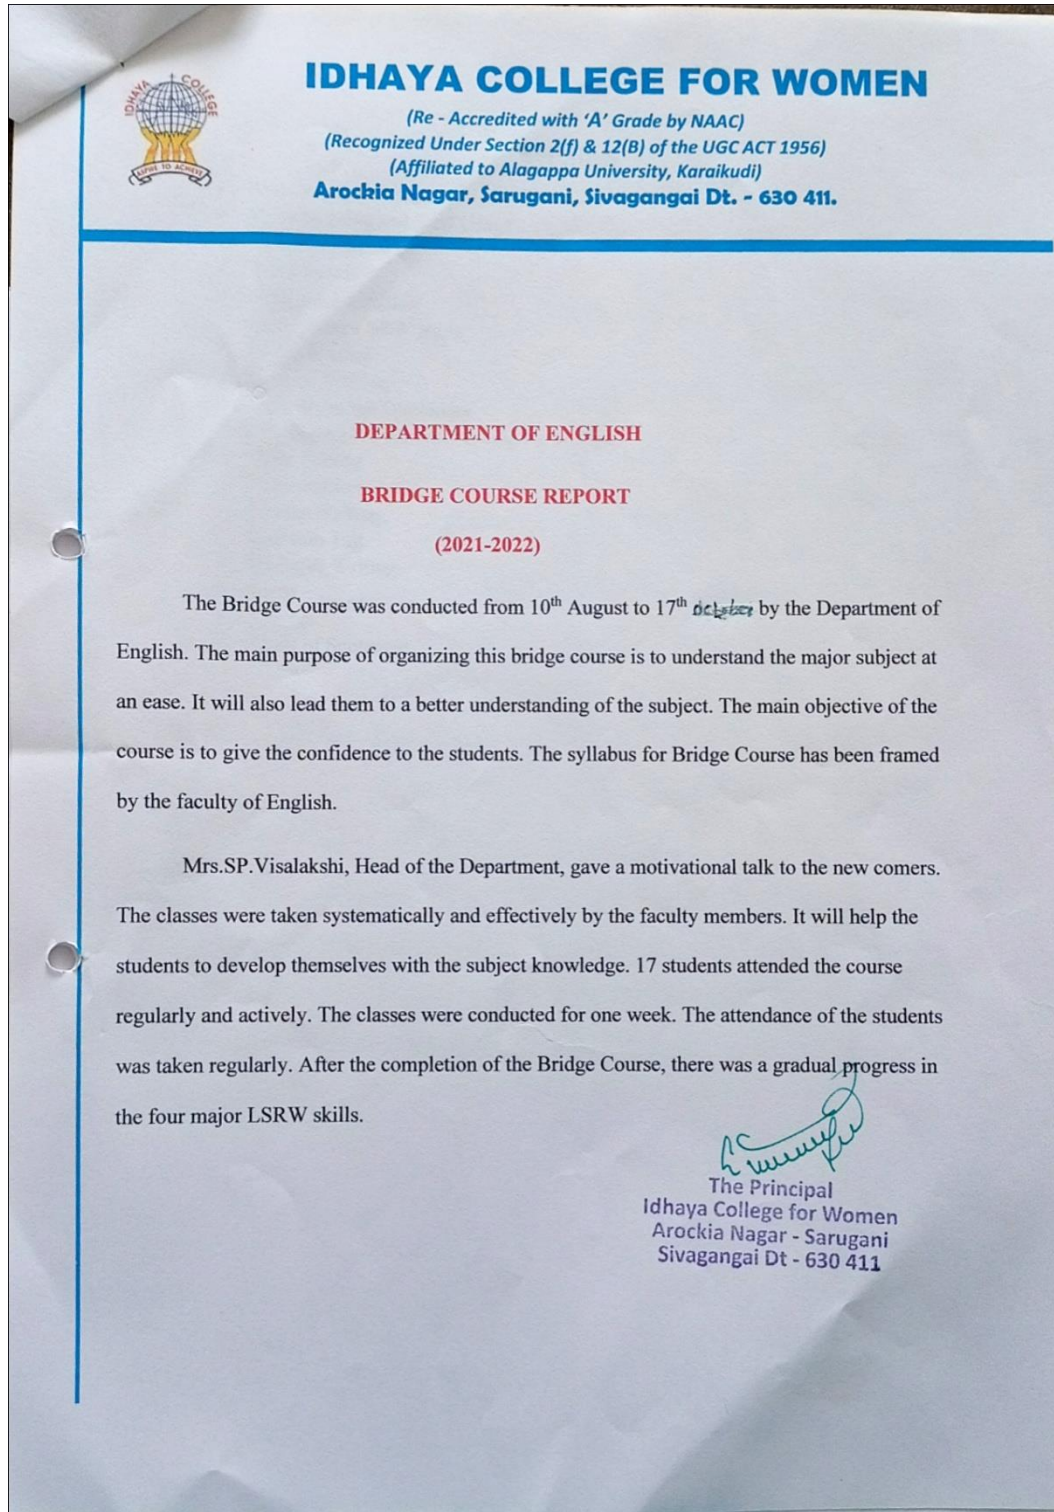 IDHAYA COLLEGE
ASPIRE TO ACHIEVE
IDHAYA COLLEGE FOR WOMEN
(Re - Accredited with ‘A’ Grade by NAAC)
(Recognized Under Section 2(f) & 12(B) of the UGC ACT 1956)
(Affiliated to Alagappa University, Karaikudi)
Arockia Nagar, Sarugani, Sivagangai Dt. - 630 411.
DEPARTMENT OF ENGLISH
BRIDGE COURSE REPORT
(2021-2022)
The Bridge Course was conducted from 10th August to 17th october by the Department of
English. The main purpose of organizing this bridge course is to understand the major subject at
an ease. It will also lead them to a better understanding of the subject. The main objective of the
course is to give the confidence to the students. The syllabus for Bridge Course has been framed
by the faculty of English.
Mrs.SP.Visalakshi, Head of the Department, gave a motivational talk to the new comers.
The classes were taken systematically and effectively by the faculty members. It will help the
students to develop themselves with the subject knowledge. 17 students attended the course
regularly and actively. The classes were conducted for one week. The attendance of the students
was taken regularly. After the completion of the Bridge Course, there was a gradual progress in
the four major LSRW skills.
The Principal
Idhaya College for Women
Arockia Nagar - Sarugani
Sivagangai Dt - 630 411